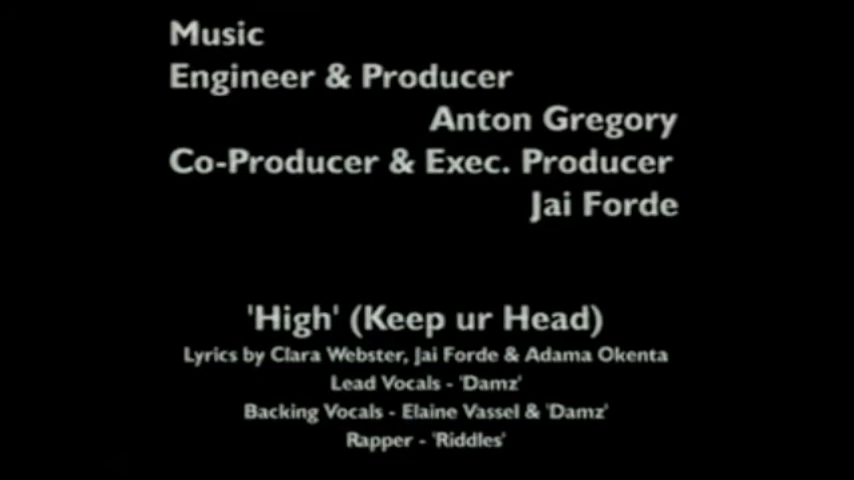 Music
Engineer & Producer
Anton Gregory
Co-Producer & Exec. Producer
Jai Forde
'High' (Keep ur Head)
Lyrics by Clara Webster, Jai Forde & Adama Okenta
Lead Vocals - 'Damz'
Backing Vocals - Elaine Vassel & 'Damz'
Rapper - 'Riddles'